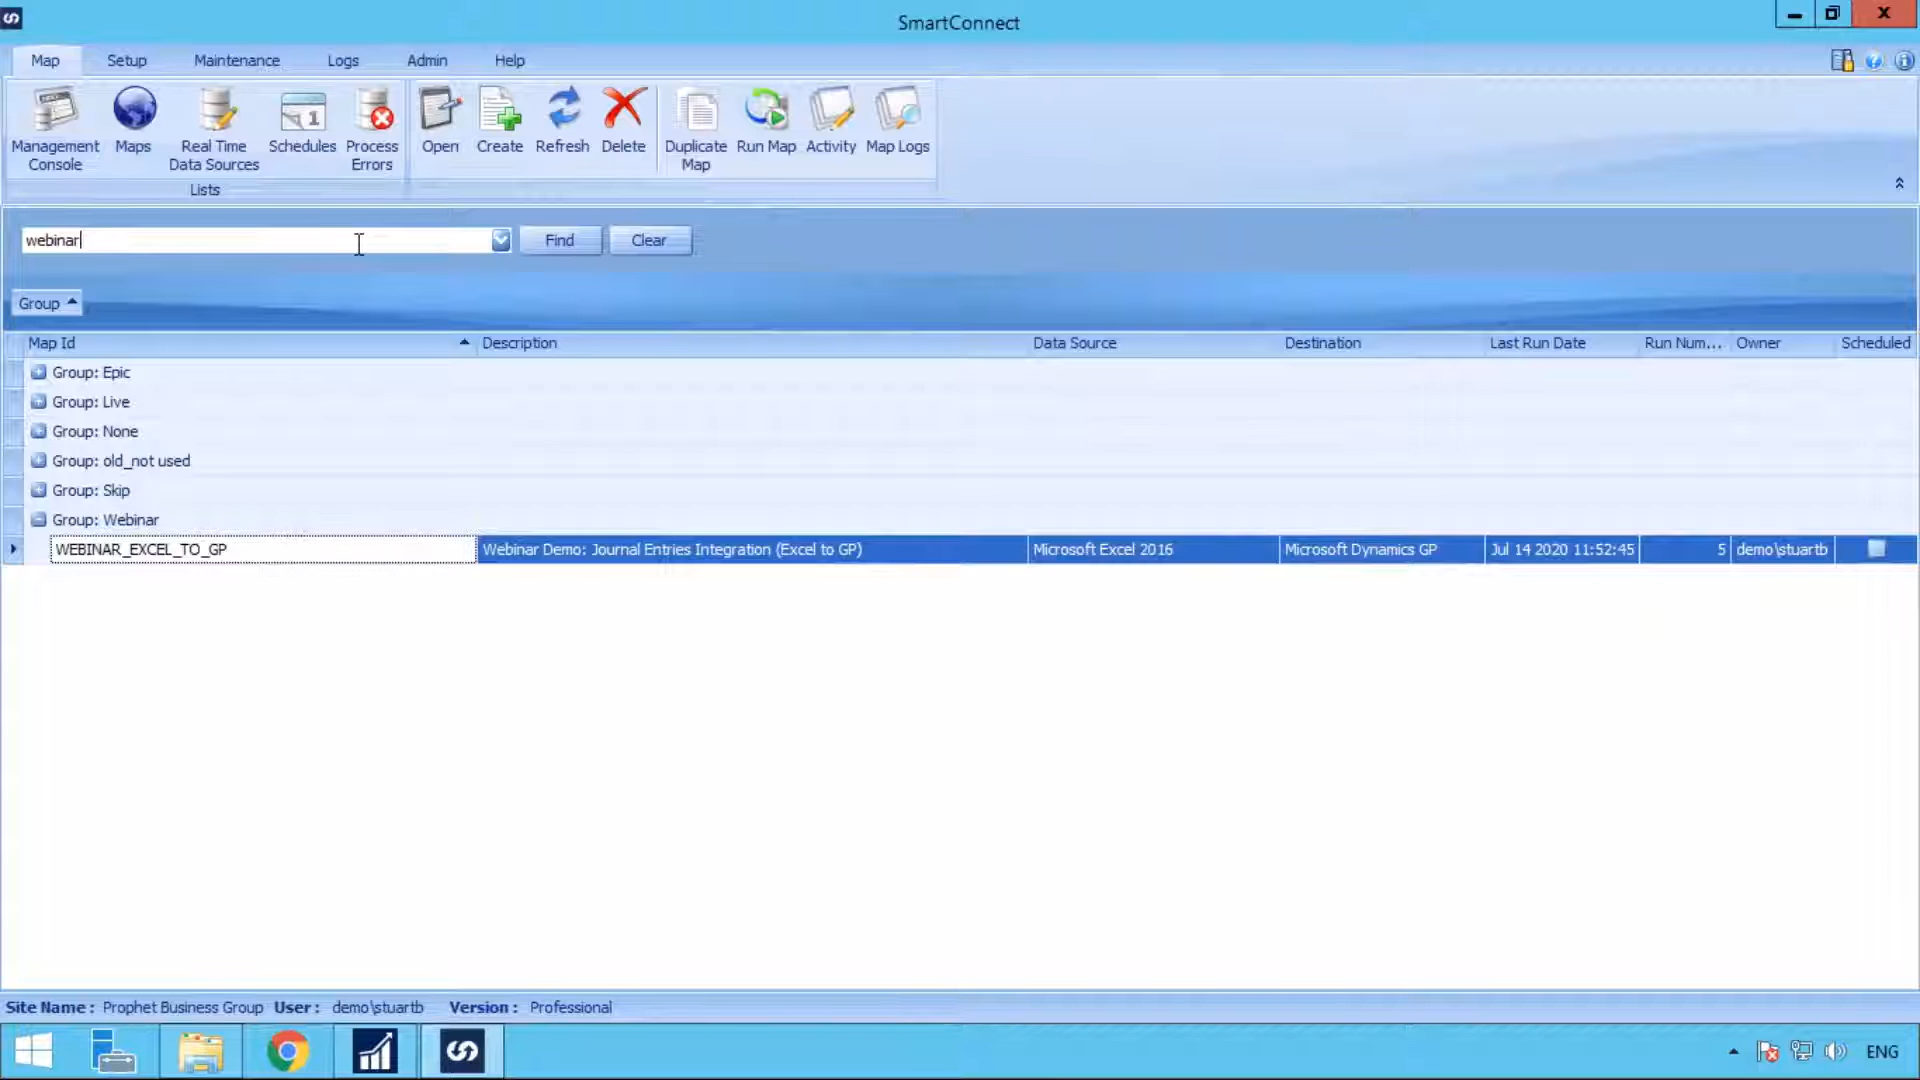 SmartConnect
Map Setup Maintenance Logs Admin Help
Management Console Maps Real Time Data Sources Schedules Process Errors Open Create Refresh Delete Duplicate Map Run Map Activity Map Logs
Lists
webinar Find Clear
Group
Map Id Description Data Source Destination Last Run Date Run Num... Owner Scheduled
Group: Epic
Group: Live
Group: None
Group: old_not used
Group: Skip
Group: Webinar
WEBINAR_EXCEL_TO_GP Webinar Demo: Journal Entries Integration (Excel to GP) Microsoft Excel 2016 Microsoft Dynamics GP Jul 14 2020 11:52:45 5 demo\stuartb
Site Name : Prophet Business Group User : demo\stuartb Version : Professional
ENG